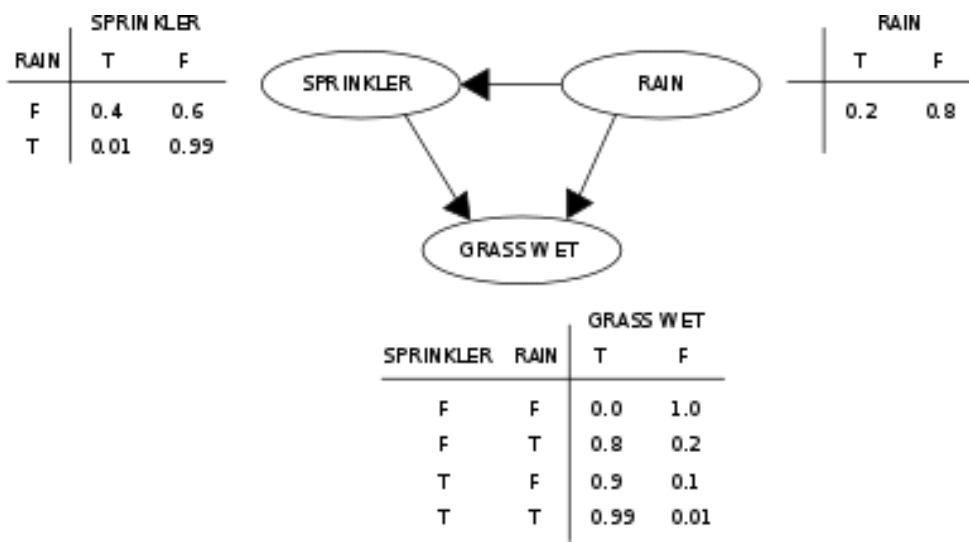 SPRINKLER
RAIN T F
F 0.4 0.6
T 0.01 0.99
SPRINKLER
RAIN
RAIN
T F
0.2 0.8
GRASS WET
GRASS WET
SPRINKLER RAIN T F
F F 0.0 1.0
F T 0.8 0.2
T F 0.9 0.1
T T 0.99 0.01